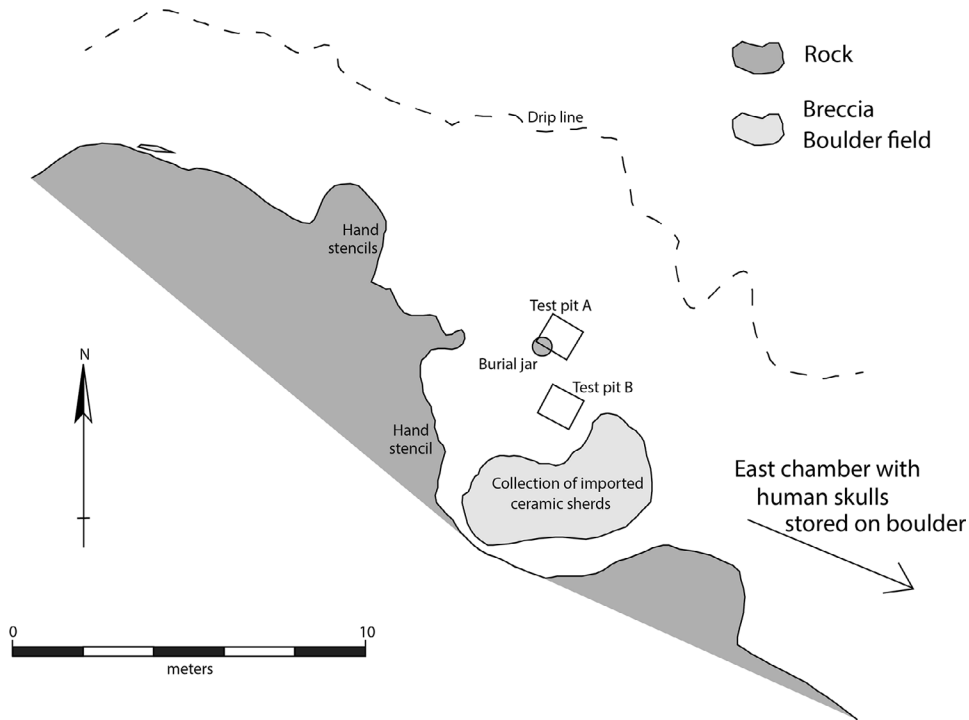 Drip line
Rock
Breccia
Boulder field
Hand
stencils
Test pit A
Burial jar
Test pit B
N
Hand
stencil
Collection of imported
ceramic sherds
East chamber with
human skulls
stored on boulder
0 10
meters